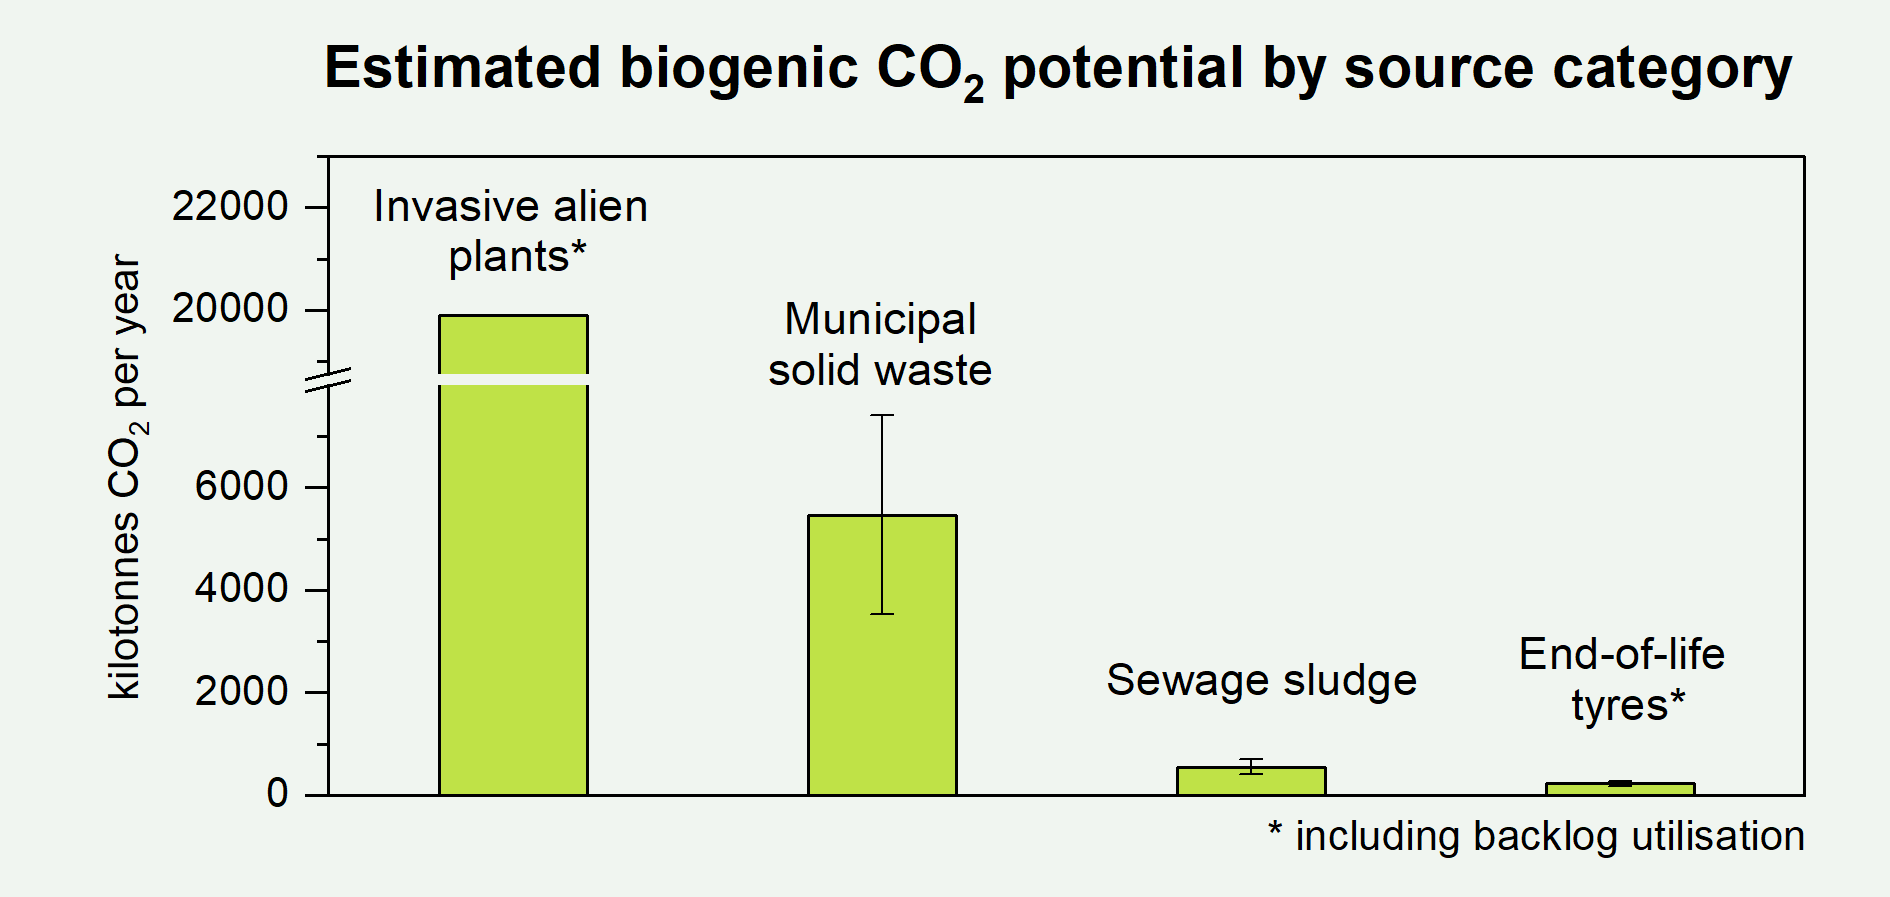 Estimated biogenic CO₂ potential by source category
kilotonnes CO₂ per year
22000
20000
6000
4000
2000
0
Invasive alien
plants*
Municipal
solid waste
Sewage sludge
End-of-life
tyres*
* including backlog utilisation